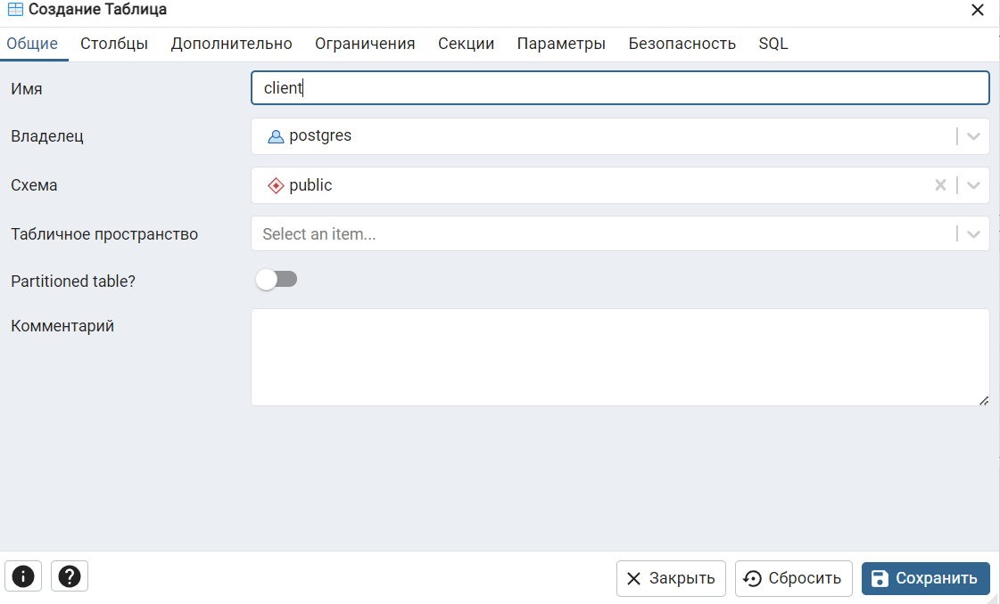 Создание Таблица
Общие Столбцы Дополнительно Ограничения Секции Параметры Безопасность SQL
Имя client
Владелец postgres
Схема public
Табличное пространство Select an item...
Partitioned table?
Комментарий
Закрыть Сбросить Сохранить